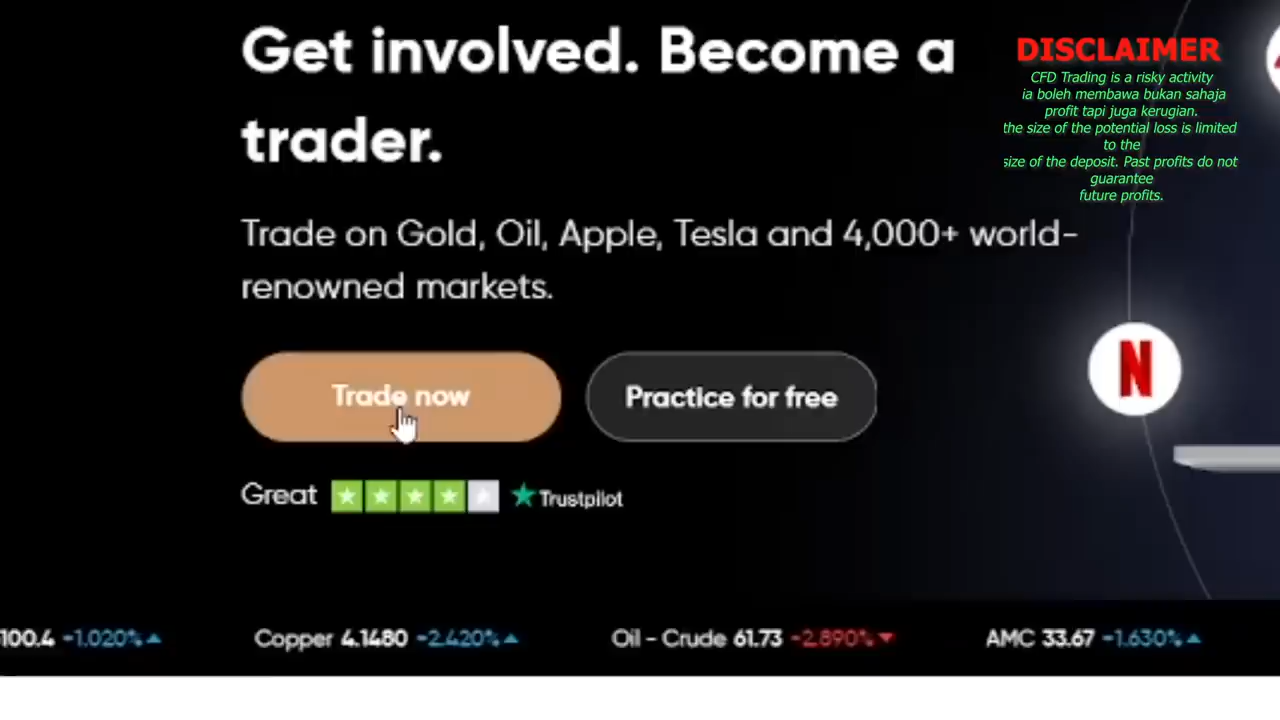 Get involved. Become a
trader.
DISCLAIMER
CFD Trading is a risky activity
ia boleh membawa bukan sahaja
profit tapi juga kerugian.
the size of the potential loss is limited
to the
size of the deposit. Past profits do not
guarantee
future profits.
Trade on Gold, Oil, Apple, Tesla and 4,000+ world-
renowned markets.
Trade now
Practice for free
N
Great Trustpilot
100.4 -1.020% Copper 4.1480 -2.420% Oil - Crude 61.73 -2.890% AMC 33.67 -1.630%